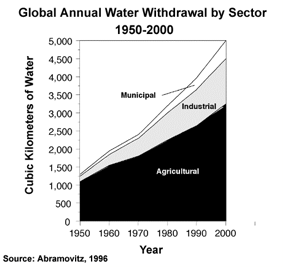 Global Annual Water Withdrawal by Sector
1950-2000
Cubic Kilometers of Water
5,000
4,500
4,000
3,500
3,000
2,500
2,000
1,500
1,000
500
0
Municipal
Industrial
Agricultural
1950 1960 1970 1980 1990 2000
Year
Source: Abramovitz, 1996